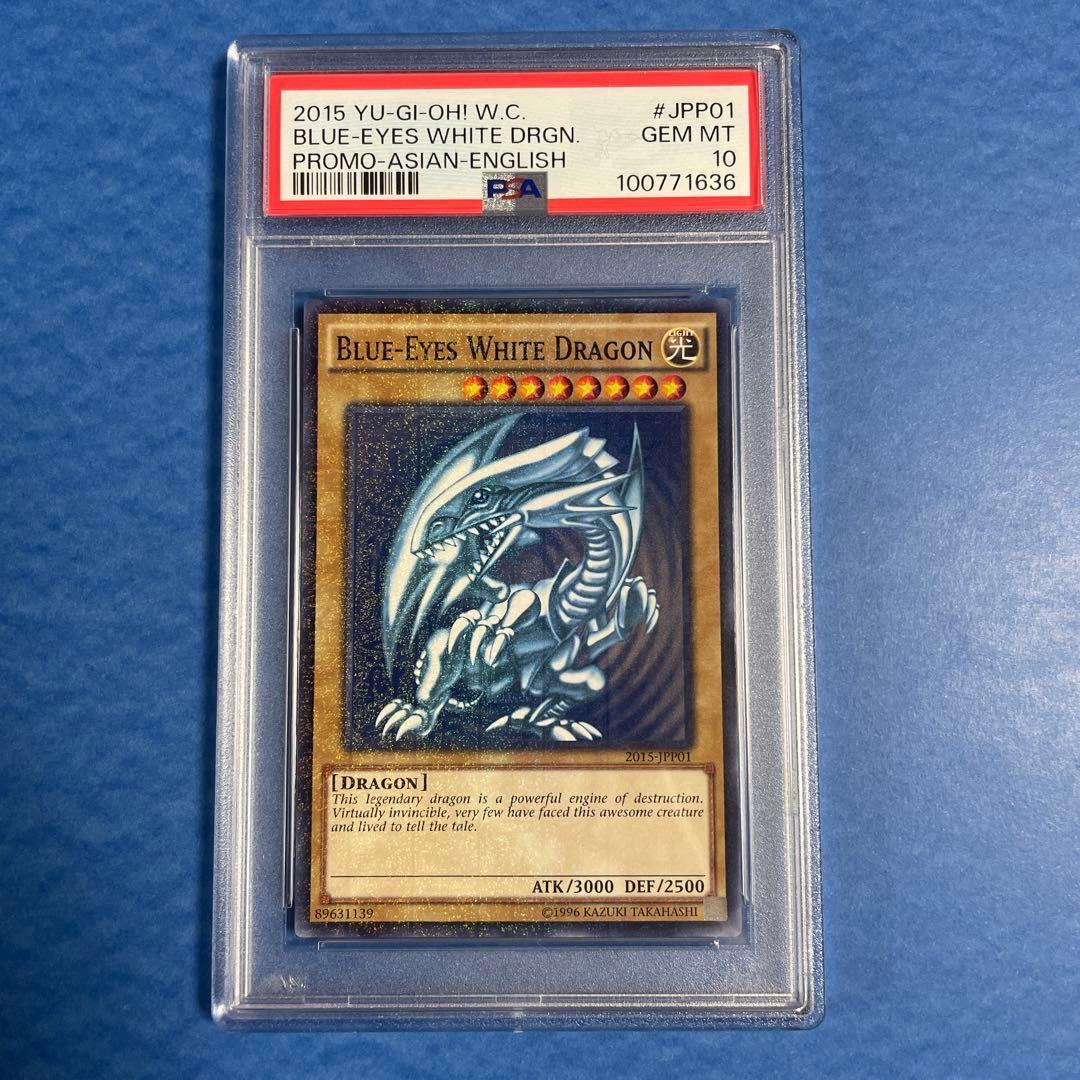 2015 YU-GI-OH! W.C. #JPP01
BLUE-EYES WHITE DRGN. GEM MT
PROMO-ASIAN-ENGLISH 10
PSA 100771636
BLUE-EYES WHITE DRAGON
LIGHT
光
2015-JPP01
[DRAGON]
This legendary dragon is a powerful engine of destruction.
Virtually invincible, very few have faced this awesome creature
and lived to tell the tale.
ATK/3000 DEF/2500
89631139 ©1996 KAZUKI TAKAHASHI